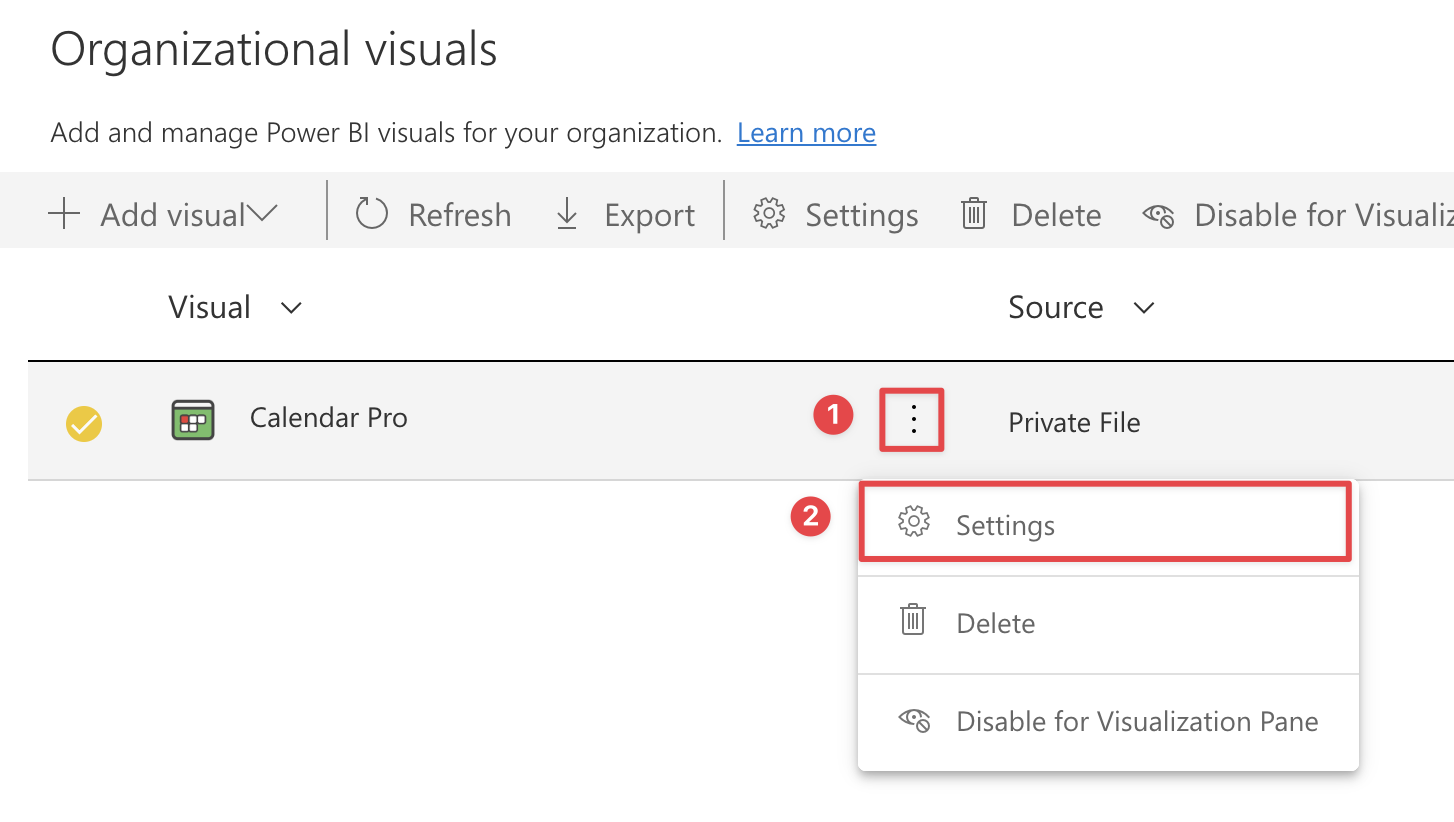 Organizational visuals
Add and manage Power BI visuals for your organization. Learn more
Add visual Refresh Export Settings Delete Disable for Visualiz
Visual Source
Calendar Pro 1 Private File
2 Settings
Delete
Disable for Visualization Pane